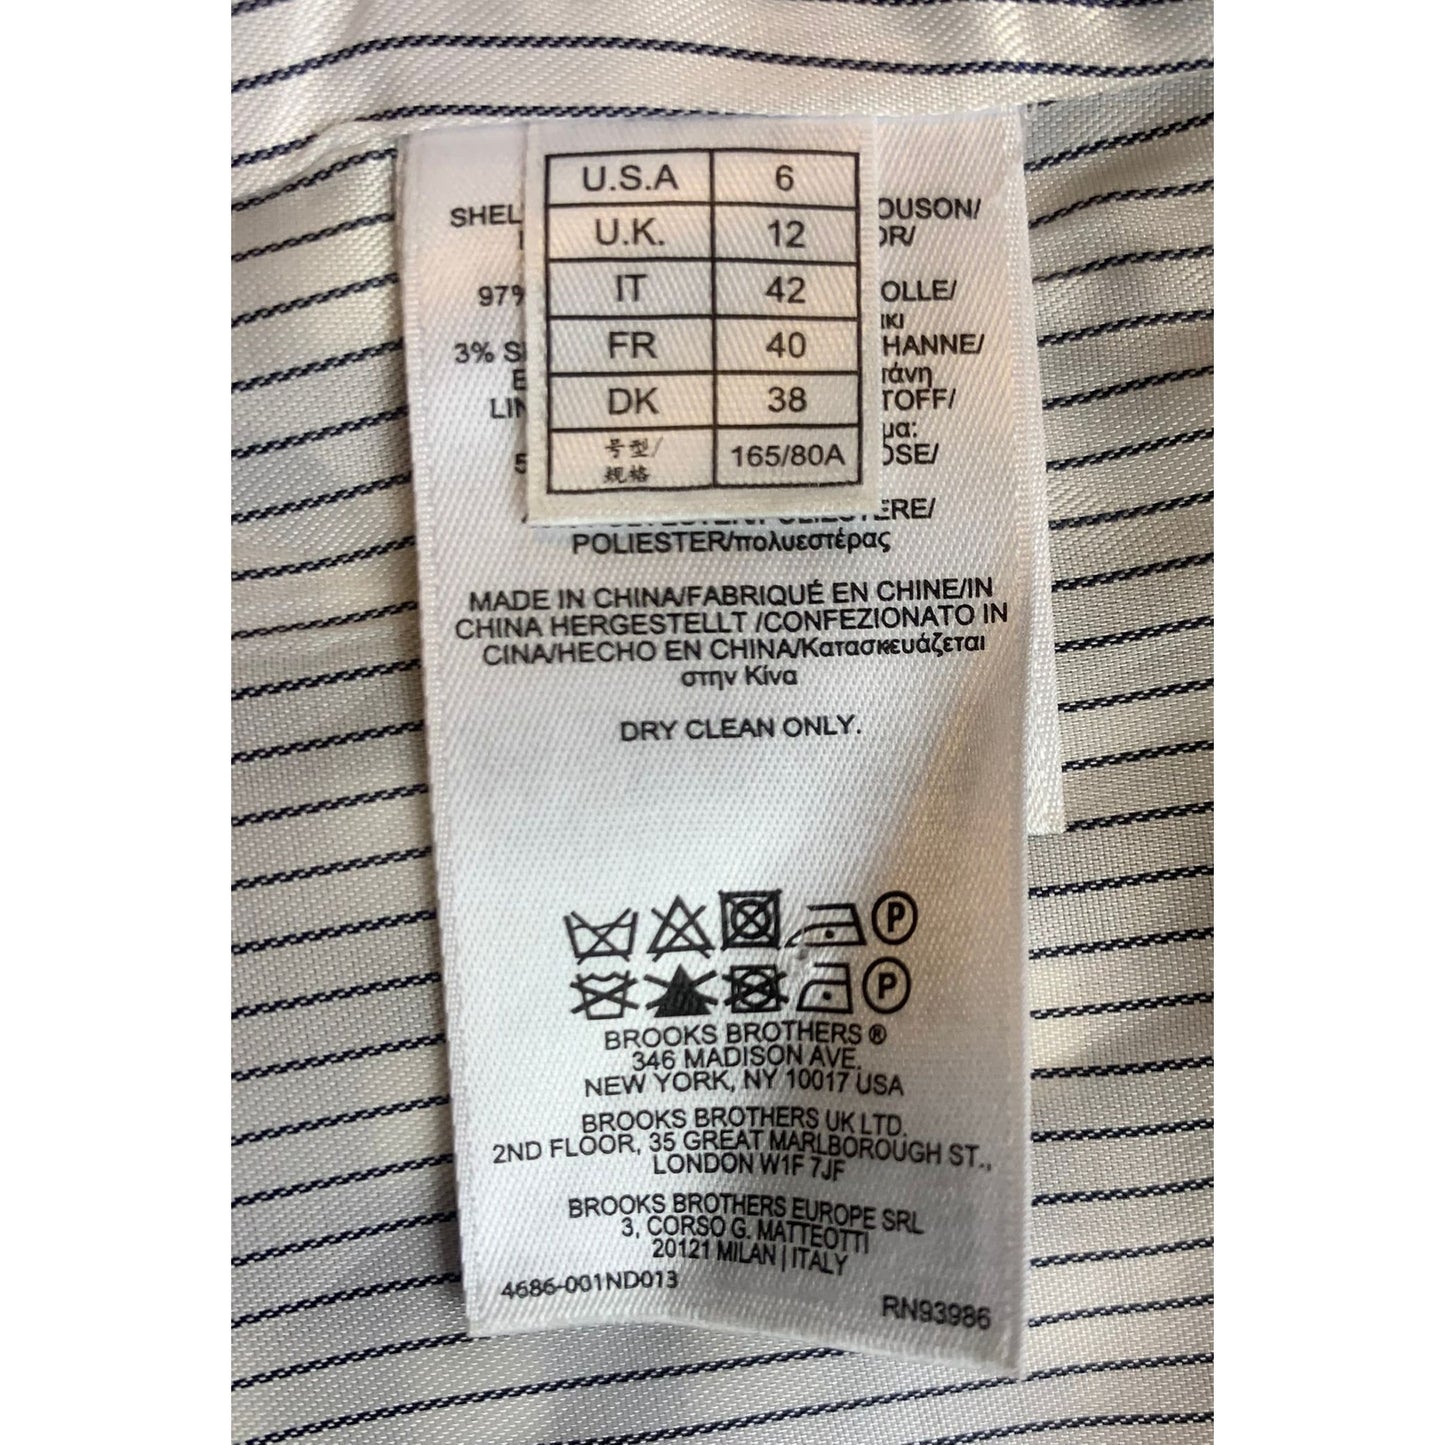 U.S.A 6
U.K. 12
IT 42
FR 40
DK 38
号型/
规格 165/80A
3%
POLIESTER/πολυεστέρας
MADE IN CHINA/FABRIQUÉ EN CHINE/IN
CHINA HERGESTELLT /CONFEZIONATO IN
CINA/HECHO EN CHINA/Κατασκευάζεται
στην Κίνα
DRY CLEAN ONLY.
P
P
BROOKS BROTHERS ®
346 MADISON AVE.
NEW YORK, NY 10017 USA
BROOKS BROTHERS UK LTD.
2ND FLOOR, 35 GREAT MARLBOROUGH ST.,
LONDON W1F 7JF
BROOKS BROTHERS EUROPE SRL
3, CORSO G. MATTEOTTI
20121 MILAN | ITALY
4686-001ND013
RN93986